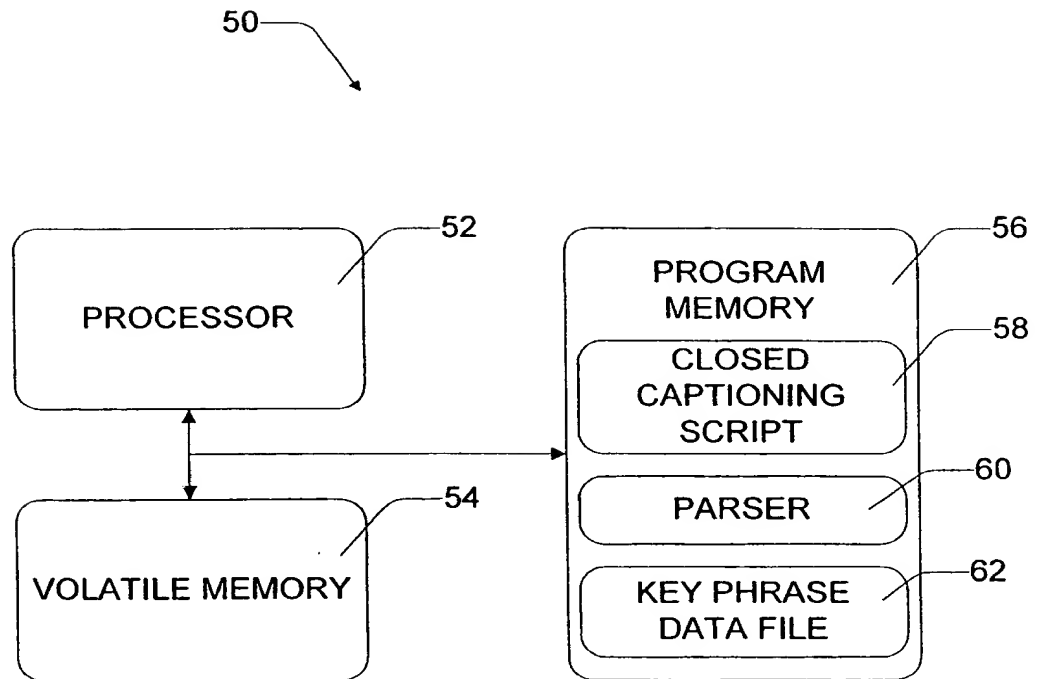 50
52
PROCESSOR
54
VOLATILE MEMORY
56
PROGRAM
MEMORY
58
CLOSED
CAPTIONING
SCRIPT
60
PARSER
62
KEY PHRASE
DATA FILE